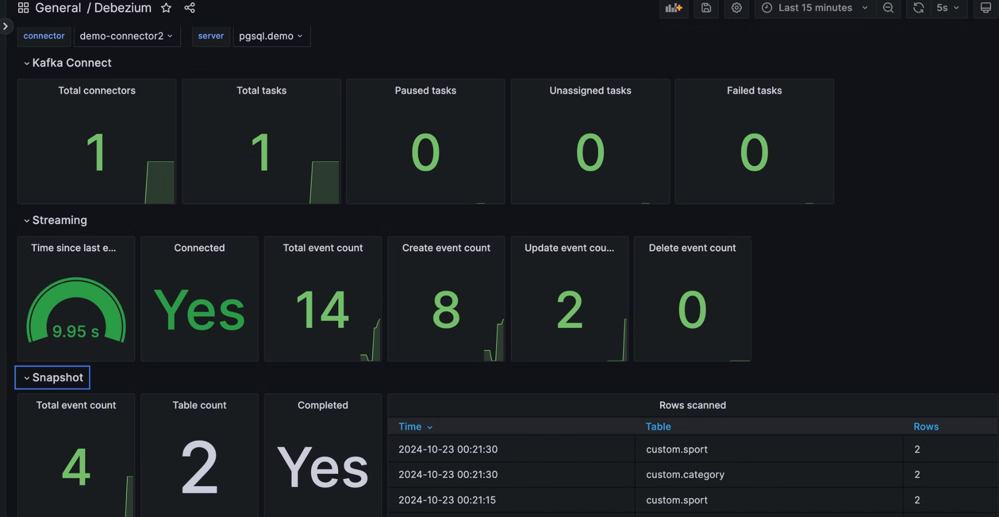 General / Debezium
Last 15 minutes
5s
connector demo-connector2 server pgsql.demo
Kafka Connect
Total connectors
1
Total tasks
1
Paused tasks
0
Unassigned tasks
0
Failed tasks
0
Streaming
Time since last e...
9.95 s
Connected
Yes
Total event count
14
Create event count
8
Update event cou...
2
Delete event count
0
Snapshot
Total event count
4
Table count
2
Completed
Yes
Rows scanned
Time Table Rows
2024-10-23 00:21:30 custom.sport 2
2024-10-23 00:21:30 custom.category 2
2024-10-23 00:21:15 custom.sport 2